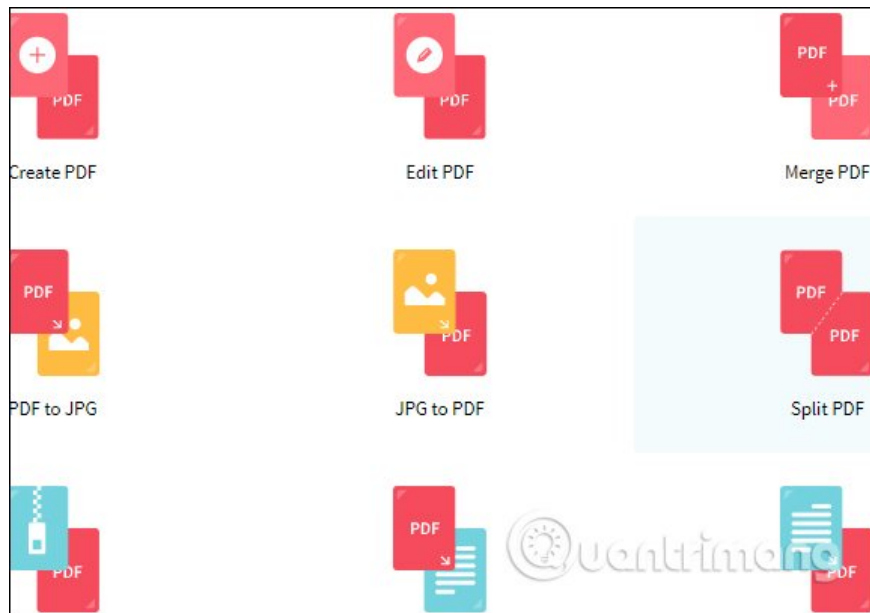 PDF
PDF
PDF
PDF
Create PDF
Edit PDF
Merge PDF
PDF
PDF
PDF
PDF
PDF to JPG
JPG to PDF
Split PDF
PDF
PDF
PDF
Quantrimang